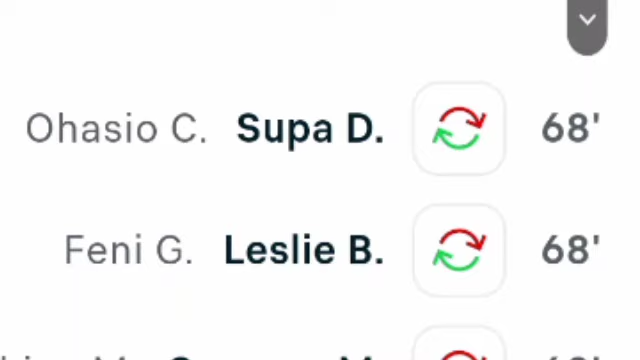 Ohasio C. Supa D. 68'
Feni G. Leslie B. 68'